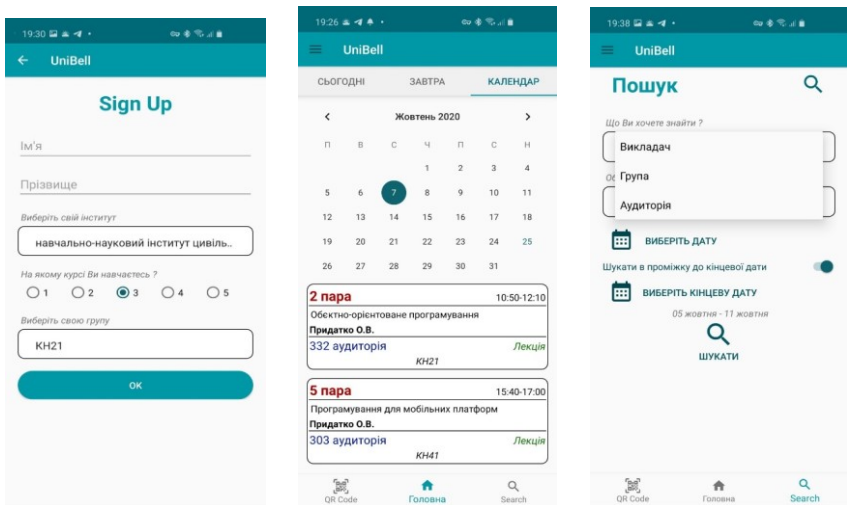 19:30
UniBell
Sign Up
Ім'я
Прізвище
Виберіть свій інститут
навчально-науковий інститут цивіль..
На якому курсі Ви навчаєтесь ?
1 2 3 4 5
Виберіть свою групу
КН21
ОК
19:26
UniBell
СЬОГОДНІ ЗАВТРА КАЛЕНДАР
Жовтень 2020
П В С Ч П С Н
1 2 3 4
5 6 7 8 9 10 11
12 13 14 15 16 17 18
19 20 21 22 23 24 25
26 27 28 29 30 31
2 пара 10:50-12:10
Обєктно-орієнтоване програмування
Придатко О.В.
332 аудиторія Лекція
КН21
5 пара 15:40-17:00
Програмування для мобільних платформ
Придатко О.В.
303 аудиторія Лекція
КН41
QR Code Головна Search
19:38
UniBell
Пошук
Що Ви хочете знайти ?
Викладач
Група
Аудиторія
ВИБЕРІТЬ ДАТУ
Шукати в проміжку до кінцевої дати
ВИБЕРІТЬ КІНЦЕВУ ДАТУ
05 жовтня - 11 жовтня
ШУКАТИ
QR Code Головна Search